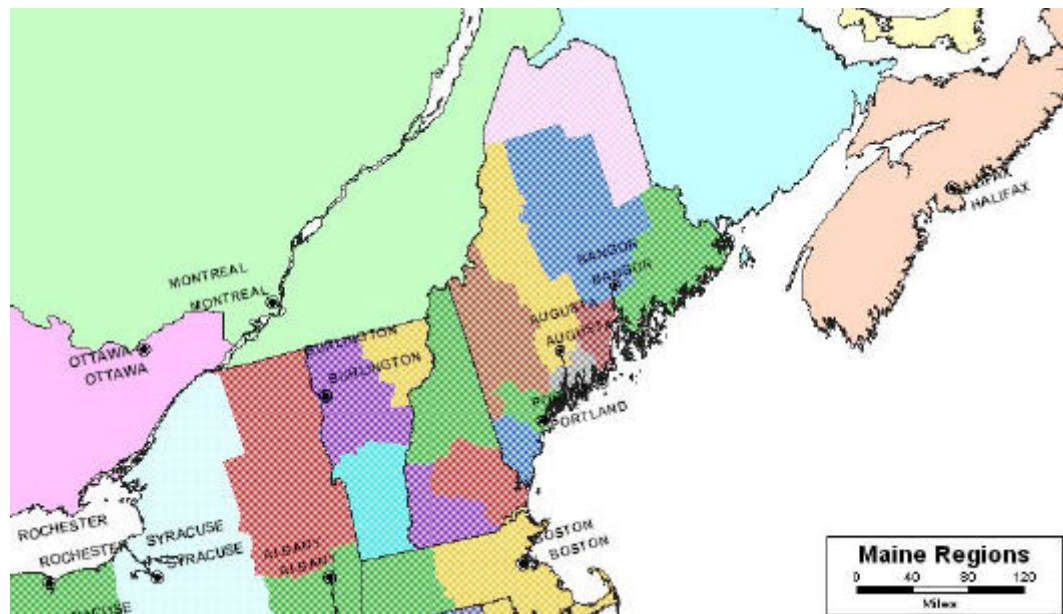 HALIFAX
HALIFAX
BANGOR
BANGOR
MONTREAL
MONTREAL
AUGUSTA
AUGUSTA
BURLINGTON
BURLINGTON
OTTAWA
OTTAWA
PORTLAND
ROCHESTER
ROCHESTER
SYRACUSE
SYRACUSE
BOSTON
BOSTON
ALBANY
ALBANY
Maine Regions
0 40 80 120
Miles